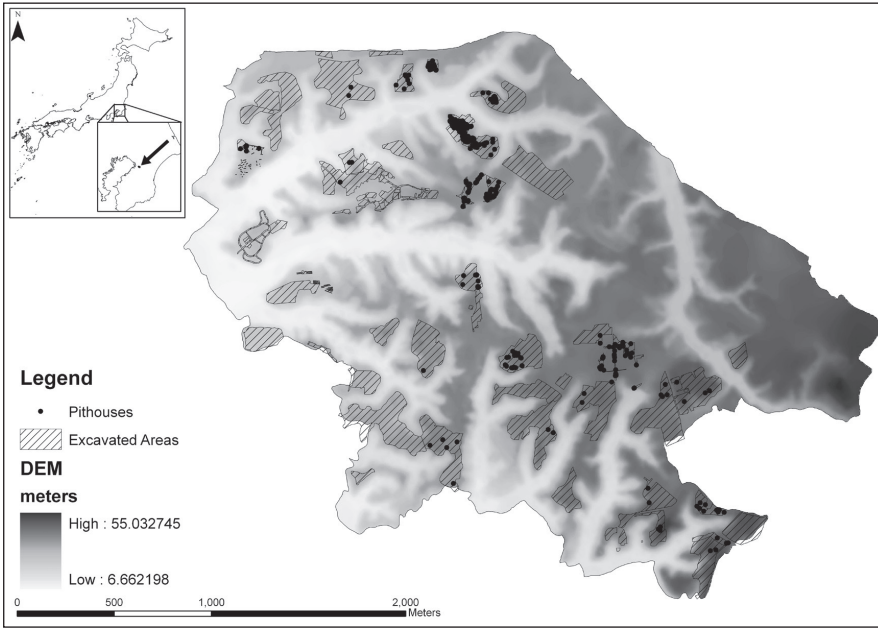 N
Legend
Pithouses
Excavated Areas
DEM
meters
High : 55.032745
Low : 6.662198
0 500 1,000 2,000
Meters